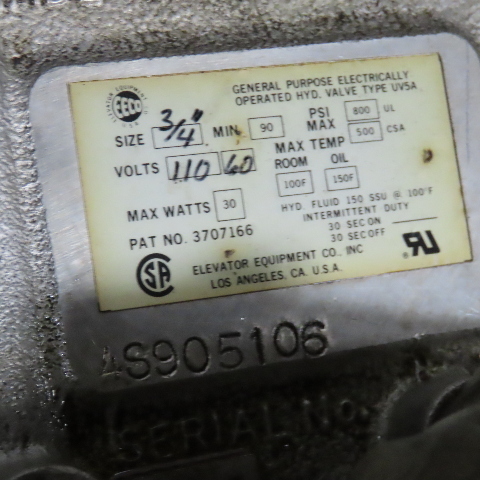 GENERAL PURPOSE ELECTRICALLY
OPERATED HYD. VALVE TYPE UV5A
EECO
SIZE 3/4" MIN 90 PSI MAX 800 UL
500 CSA
VOLTS 110 60 MAX TEMP
ROOM OIL
100F 150F
MAX WATTS 30
HYD. FLUID 150 SSU @ 100°F
INTERMITTENT DUTY
30 SEC ON
30 SEC OFF
PAT NO. 3707166
ELEVATOR EQUIPMENT CO., INC
LOS ANGELES, CA. U.S.A.
4S905106
SERIAL No.